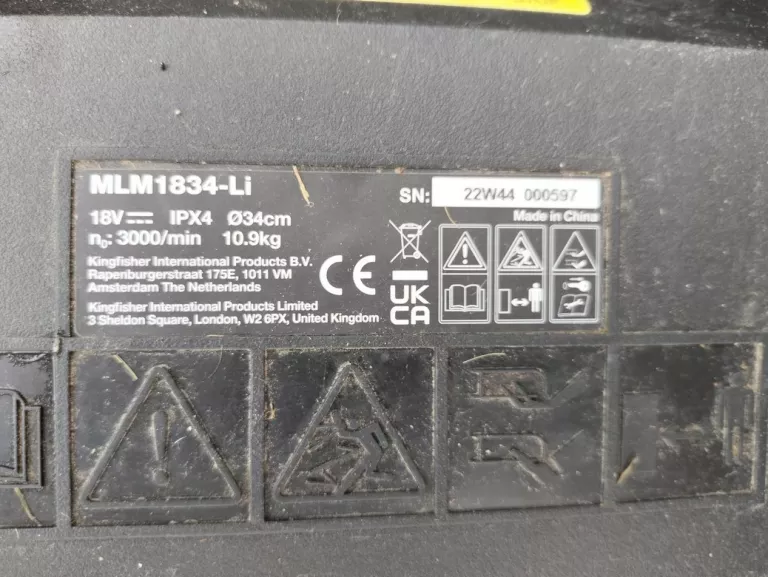 MLM1834-Li
SN: 22W44 000597
18V IPX4 Ø34cm
Made in China
n₀: 3000/min 10.9kg
Kingfisher International Products B.V.
Rapenburgerstraat 175E, 1011 VM
Amsterdam The Netherlands
CE
UK
CA
Kingfisher International Products Limited
3 Sheldon Square, London, W2 6PX, United Kingdom